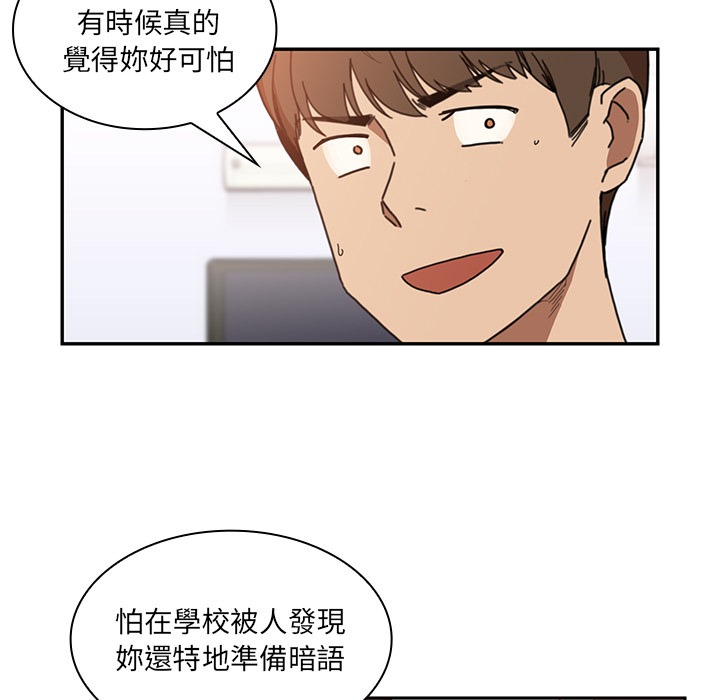 有時候真的
覺得妳好可怕
怕在學校被人發現
妳還特地準備暗語